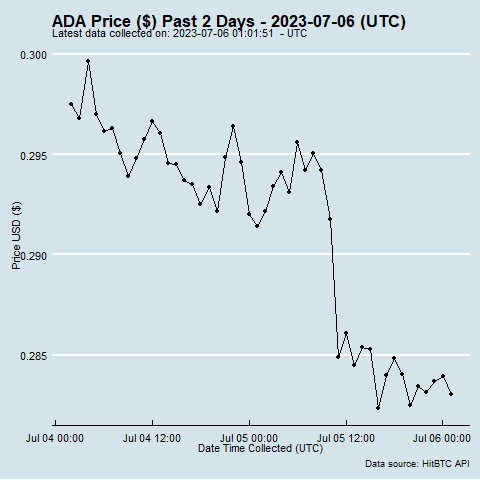 ADA Price ($) Past 2 Days - 2023-07-06 (UTC)
Latest data collected on: 2023-07-06 01:01:51  - UTC
0.300
0.295
0.290
0.285
Price USD ($)
Jul 04 00:00
Jul 04 12:00
Jul 05 00:00
Jul 05 12:00
Jul 06 00:00
Date Time Collected (UTC)
Data source: HitBTC API